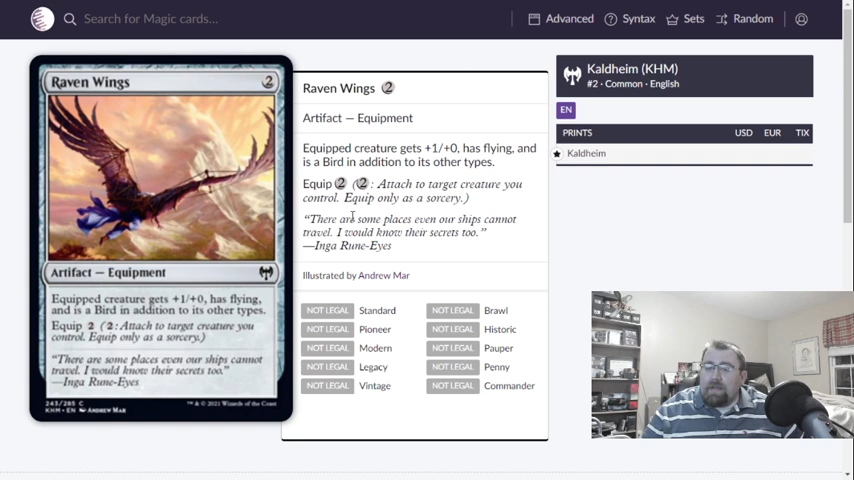 Search for Magic cards...
Advanced
Syntax
Sets
Random
Raven Wings 2
Artifact — Equipment
Equipped creature gets +1/+0, has flying,
and is a Bird in addition to its other types.
Equip 2 (2: Attach to target creature you
control. Equip only as a sorcery.)
“There are some places even our ships cannot
travel. I would know their secrets too.”
—Inga Rune-Eyes
243/285 C
KHM • EN Andrew Mar
™ & © 2021 Wizards of the Coast
Raven Wings 2
Artifact — Equipment
Equipped creature gets +1/+0, has flying, and
is a Bird in addition to its other types.
Equip 2 (2: Attach to target creature you
control. Equip only as a sorcery.)
“There are some places even our ships cannot
travel. I would know their secrets too.”
—Inga Rune-Eyes
Illustrated by Andrew Mar
NOT LEGAL Standard NOT LEGAL Brawl
NOT LEGAL Pioneer NOT LEGAL Historic
NOT LEGAL Modern NOT LEGAL Pauper
NOT LEGAL Legacy NOT LEGAL Penny
NOT LEGAL Vintage NOT LEGAL Commander
Kaldheim (KHM)
#2 · Common · English
EN
PRINTS USD EUR TIX
Kaldheim